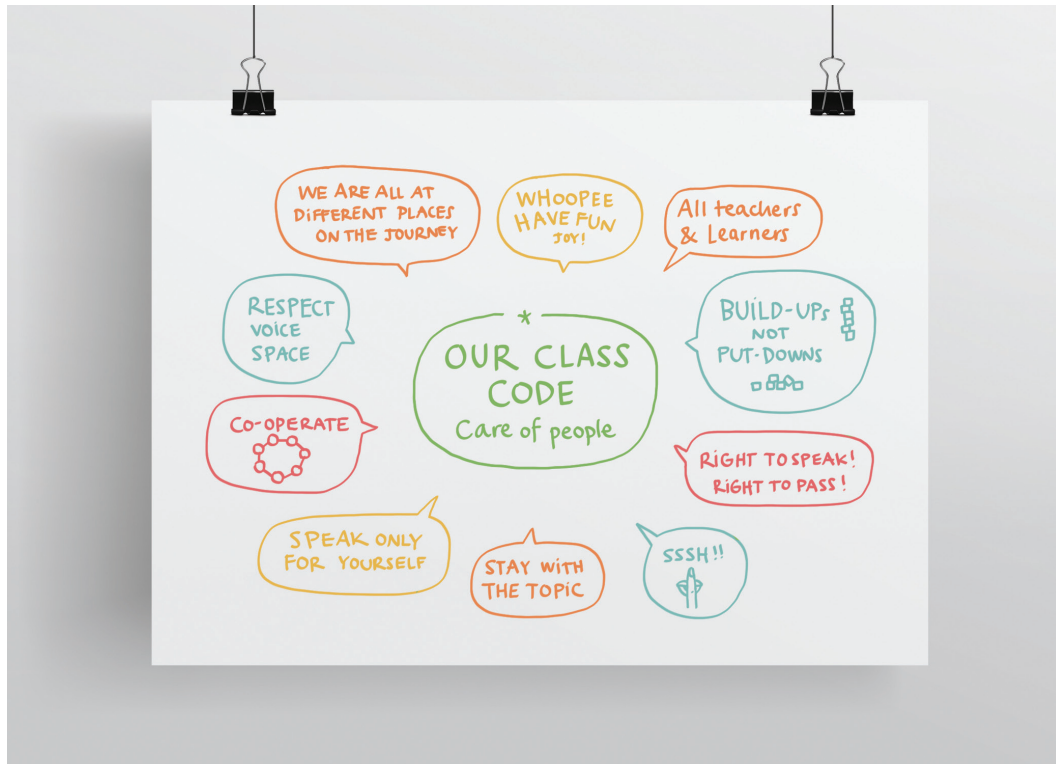 WE ARE ALL AT
DiFFERENT PLACES
ON THE JOURNEY
WHOOPEE
HAVE FUN
JOY!
All teachers
& Learners
RESPECT
VOICE
SPACE
*
OUR CLASS
CODE
Care of people
BUiLD-UPs
NOT
PUT-DOWNS
CO-OPERATE
RiGHT TO SPEAK!
RiGHT TO PASS!
SPEAK ONLY
FOR YOURSELF
STAY WiTH
THE TOPiC
SSSH!!